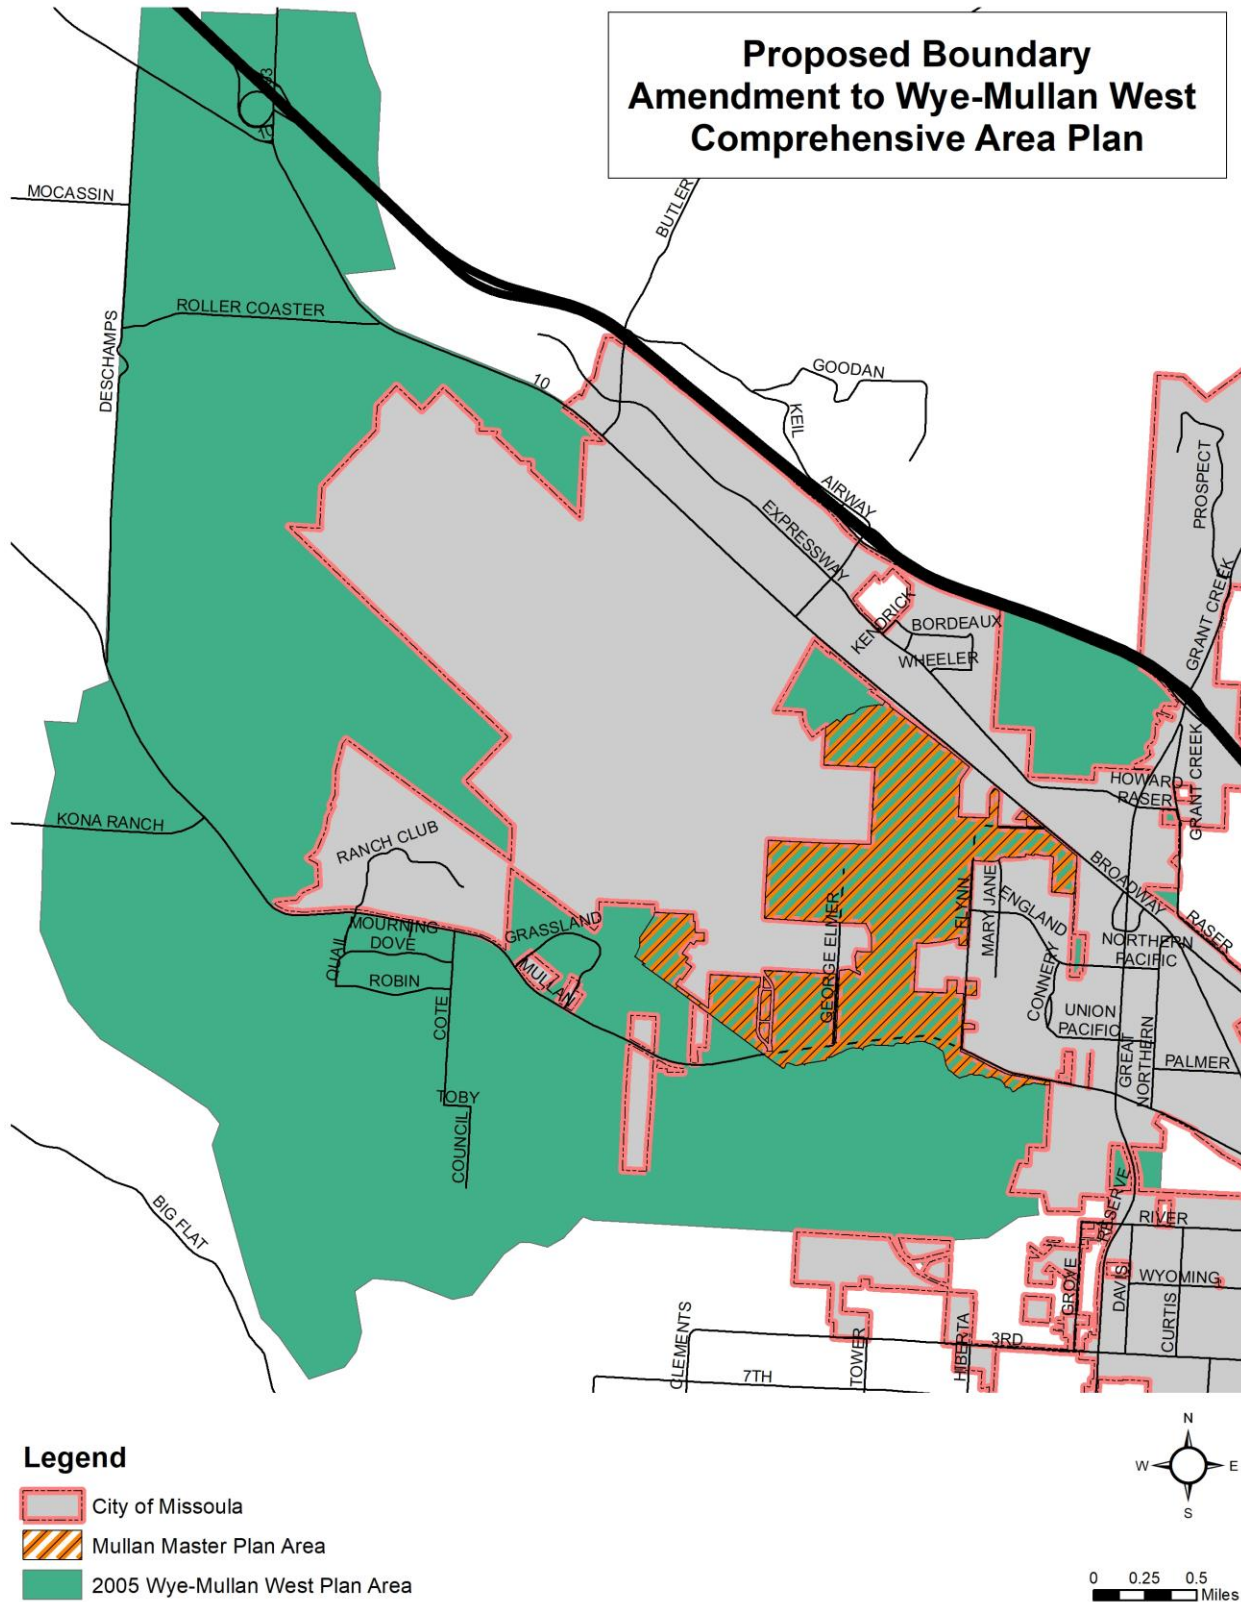 Proposed Boundary
Amendment to Wye-Mullan West
Comprehensive Area Plan
93
10
MOCASSIN
BUTLER
ROLLER COASTER
DESCHAMPS
10
GOODAN
KEIL
AIRWAY
EXPRESSWAY
PROSPECT
GRANT CREEK
KENDRICK
BORDEAUX
WHEELER
HOWARD
RASER
GRANT CREEK
KONA RANCH
RANCH CLUB
BROADWAY
RASER
MOURNING
DOVE
QUAIL
ROBIN
COTE
GRASSLAND
MULLAN
GEORGE ELMER
FLYNN
MARY JANE
ENGLAND
CONNERY
NORTHERN
PACIFIC
UNION
PACIFIC
GREAT
NORTHERN
PALMER
TOBY
COUNCIL
BIG FLAT
RESERVE
RIVER
GROVE
DAVIS
WYOMING
CURTIS
CLEMENTS
TOWER
HIBERTA
3RD
7TH
Legend
City of Missoula
Mullan Master Plan Area
2005 Wye-Mullan West Plan Area
N
W
E
S
0 0.25 0.5
Miles